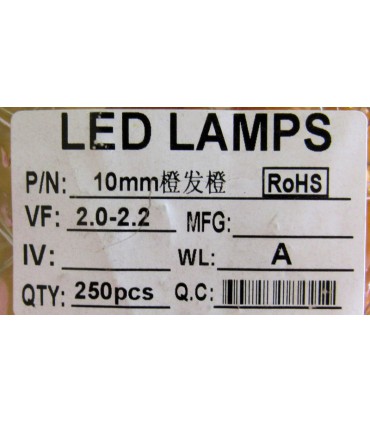 LED LAMPS
P/N: 10mm橙发橙 RoHS
VF: 2.0-2.2 MFG:
IV: WL: A
QTY: 250pcs Q.C: